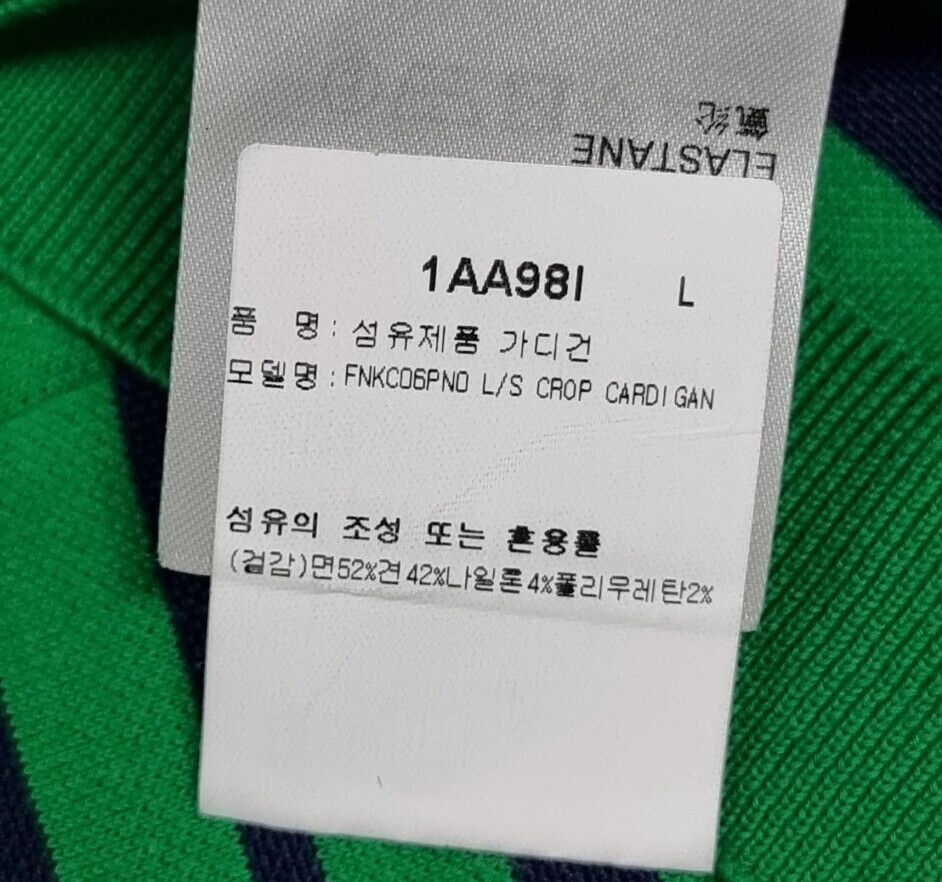 氨纶
ELASTANE
1AA98I L
품 명 : 섬유제품 가디건
모델명 : FNKC06PN0 L/S CROP CARDIGAN
섬유의 조성 또는 혼용률
(겉감)면52%견42%나일론4%폴리우레탄2%